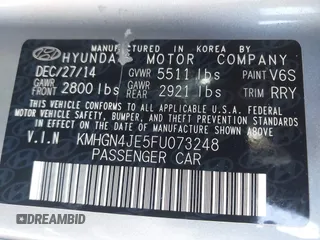 MANUFACTURED IN KOREA BY
HYUNDAI MOTOR COMPANY
DEC/27/14 GVWR 5511 lbs PAINT V6S
GAWR FRONT 2800 lbs GAWR REAR 2921 lbs TRIM RRY
THIS VEHICLE CONFORMS TO ALL APPLICABLE U.S.A. FEDERAL
MOTOR VEHICLE SAFETY, BUMPER, AND THEFT PREVENTION
STANDARDS IN EFFECT ON THE DATE OF MANUFACTURE SHOWN ABOVE.
V.I.N KMHGN4JE5FU073248
PASSENGER CAR
DREAMBID